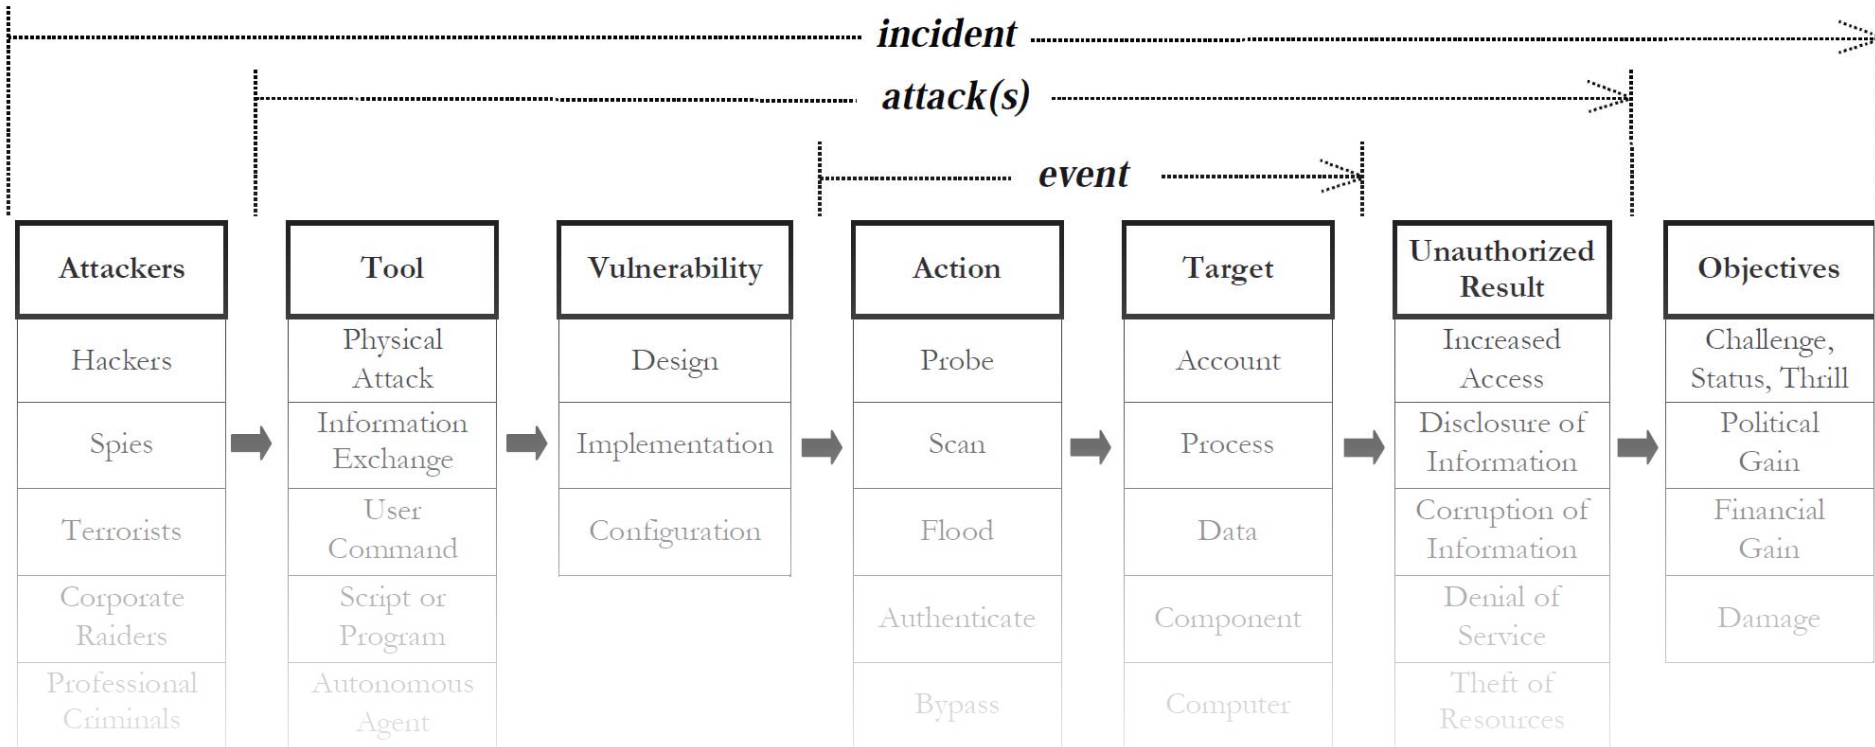 incident
attack(s)
event
Attackers
Hackers
Spies
Terrorists
Corporate
Raiders
Professional
Criminals
Tool
Physical
Attack
Information
Exchange
User
Command
Script or
Program
Autonomous
Agent
Vulnerability
Design
Implementation
Configuration
Action
Probe
Scan
Flood
Authenticate
Bypass
Target
Account
Process
Data
Component
Computer
Unauthorized
Result
Increased
Access
Disclosure of
Information
Corruption of
Information
Denial of
Service
Theft of
Resources
Objectives
Challenge,
Status, Thrill
Political
Gain
Financial
Gain
Damage